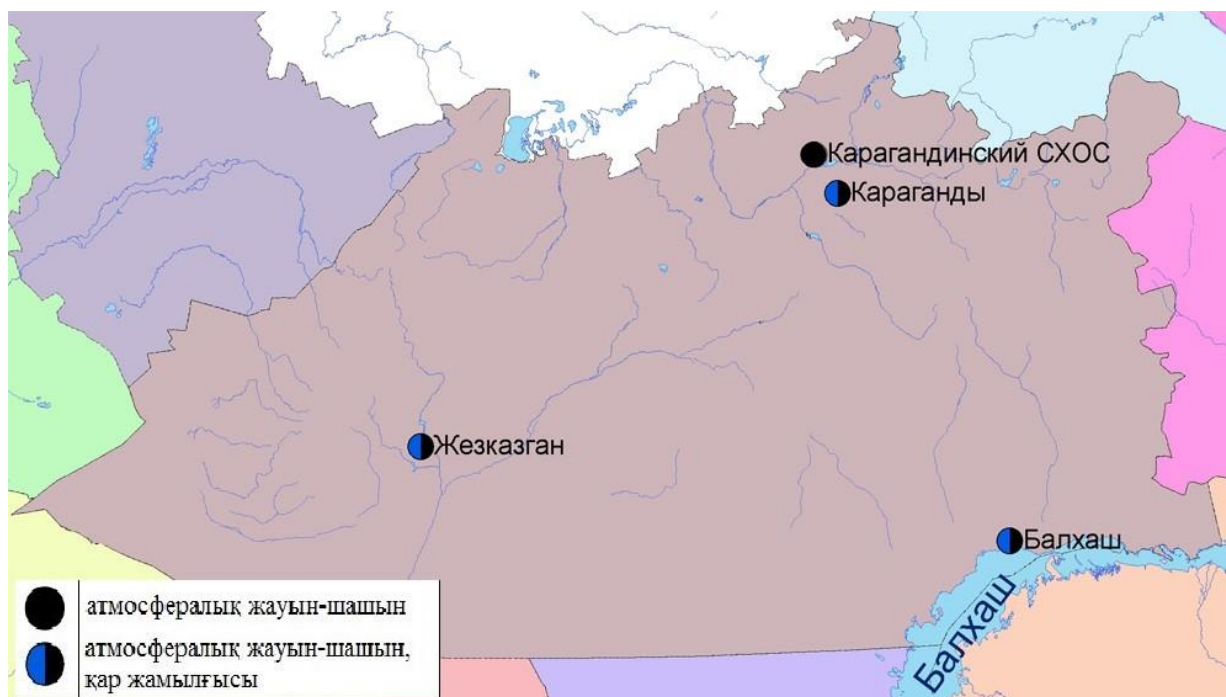 Карагандинский СХОС
Караганды
Жезказган
Балхаш
Балхаш
атмосфералық жауын-шашын
атмосфералық жауын-шашын,
қар жамылғысы